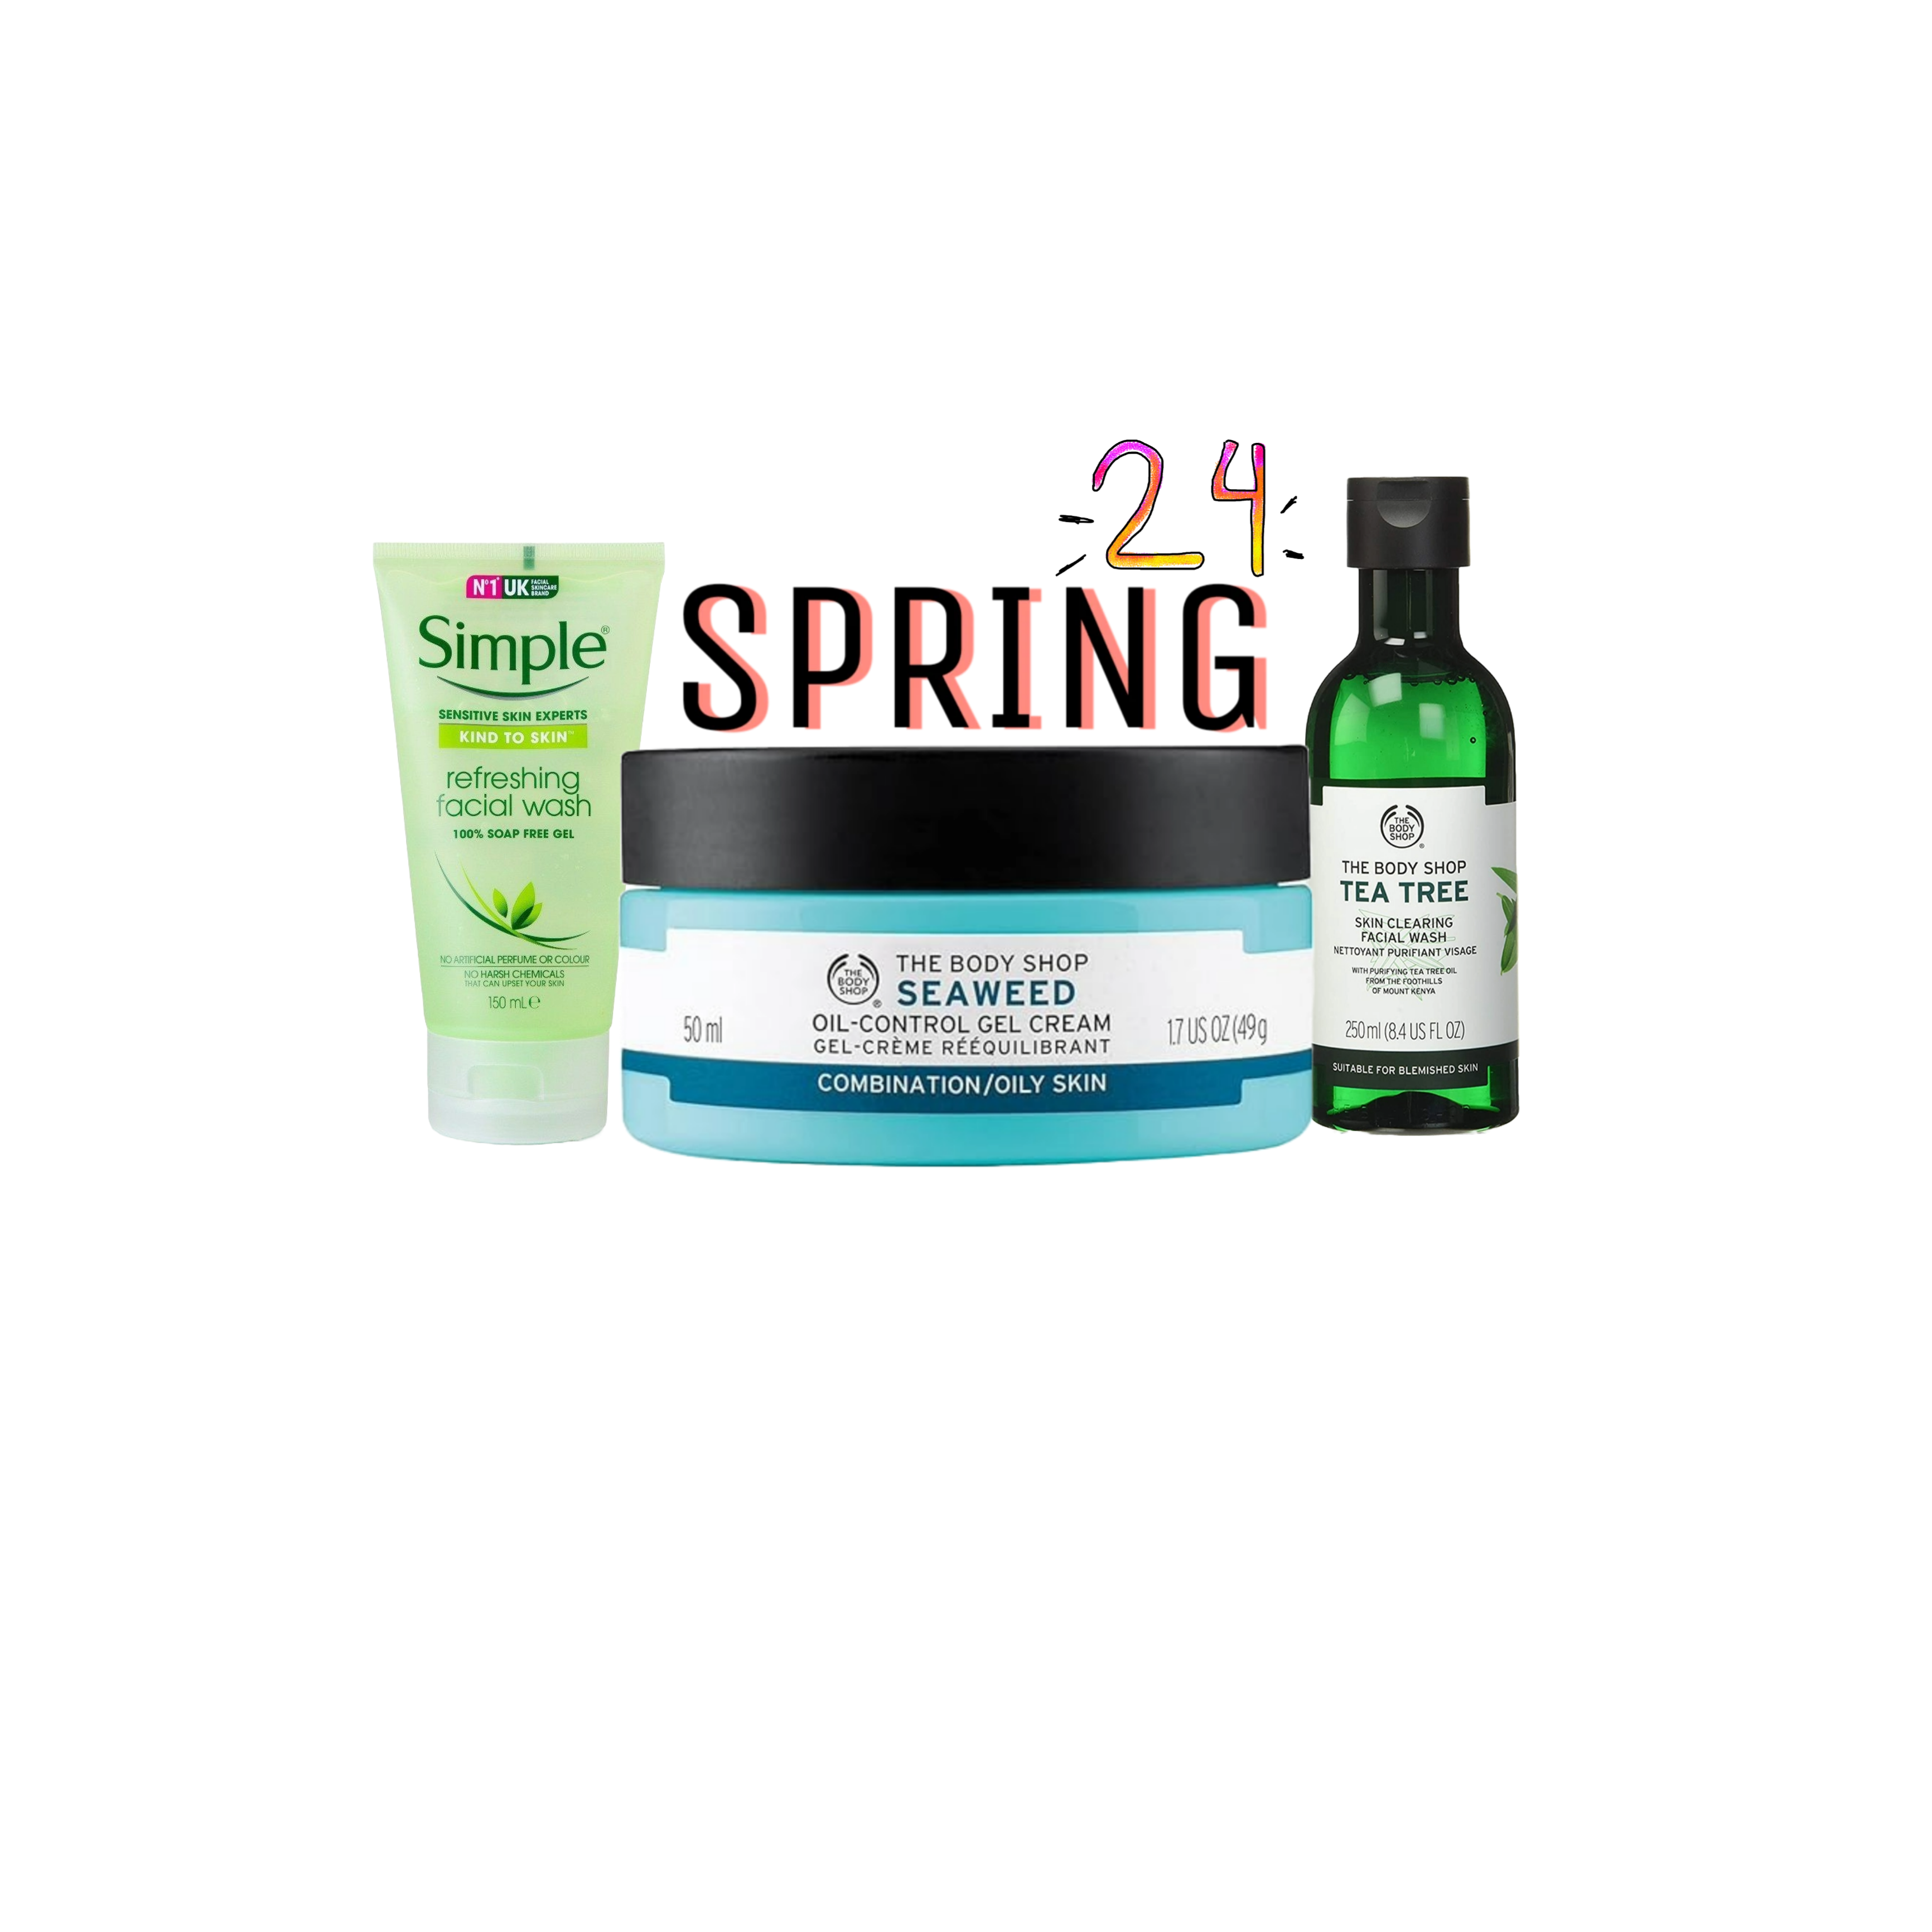 24
SPRING
N°1 UK FACIAL SKINCARE BRAND
Simple®
SENSITIVE SKIN EXPERTS
KIND TO SKIN™
refreshing
facial wash
100% SOAP FREE GEL
NO ARTIFICIAL PERFUME OR COLOUR
NO HARSH CHEMICALS
THAT CAN UPSET YOUR SKIN
150 mL℮
THE
BODY
SHOP®
THE BODY SHOP
SEAWEED
OIL-CONTROL GEL CREAM
GEL-CRÈME RÉÉQUILIBRANT
50 ml
1.7 US OZ (49g
COMBINATION/OILY SKIN
THE
BODY
SHOP®
THE BODY SHOP
TEA TREE
SKIN CLEARING
FACIAL WASH
NETTOYANT PURIFIANT VISAGE
WITH PURIFYING TEA TREE OIL
FROM THE FOOTHILLS
OF MOUNT KENYA
250 ml (8.4 US FL OZ)
SUITABLE FOR BLEMISHED SKIN